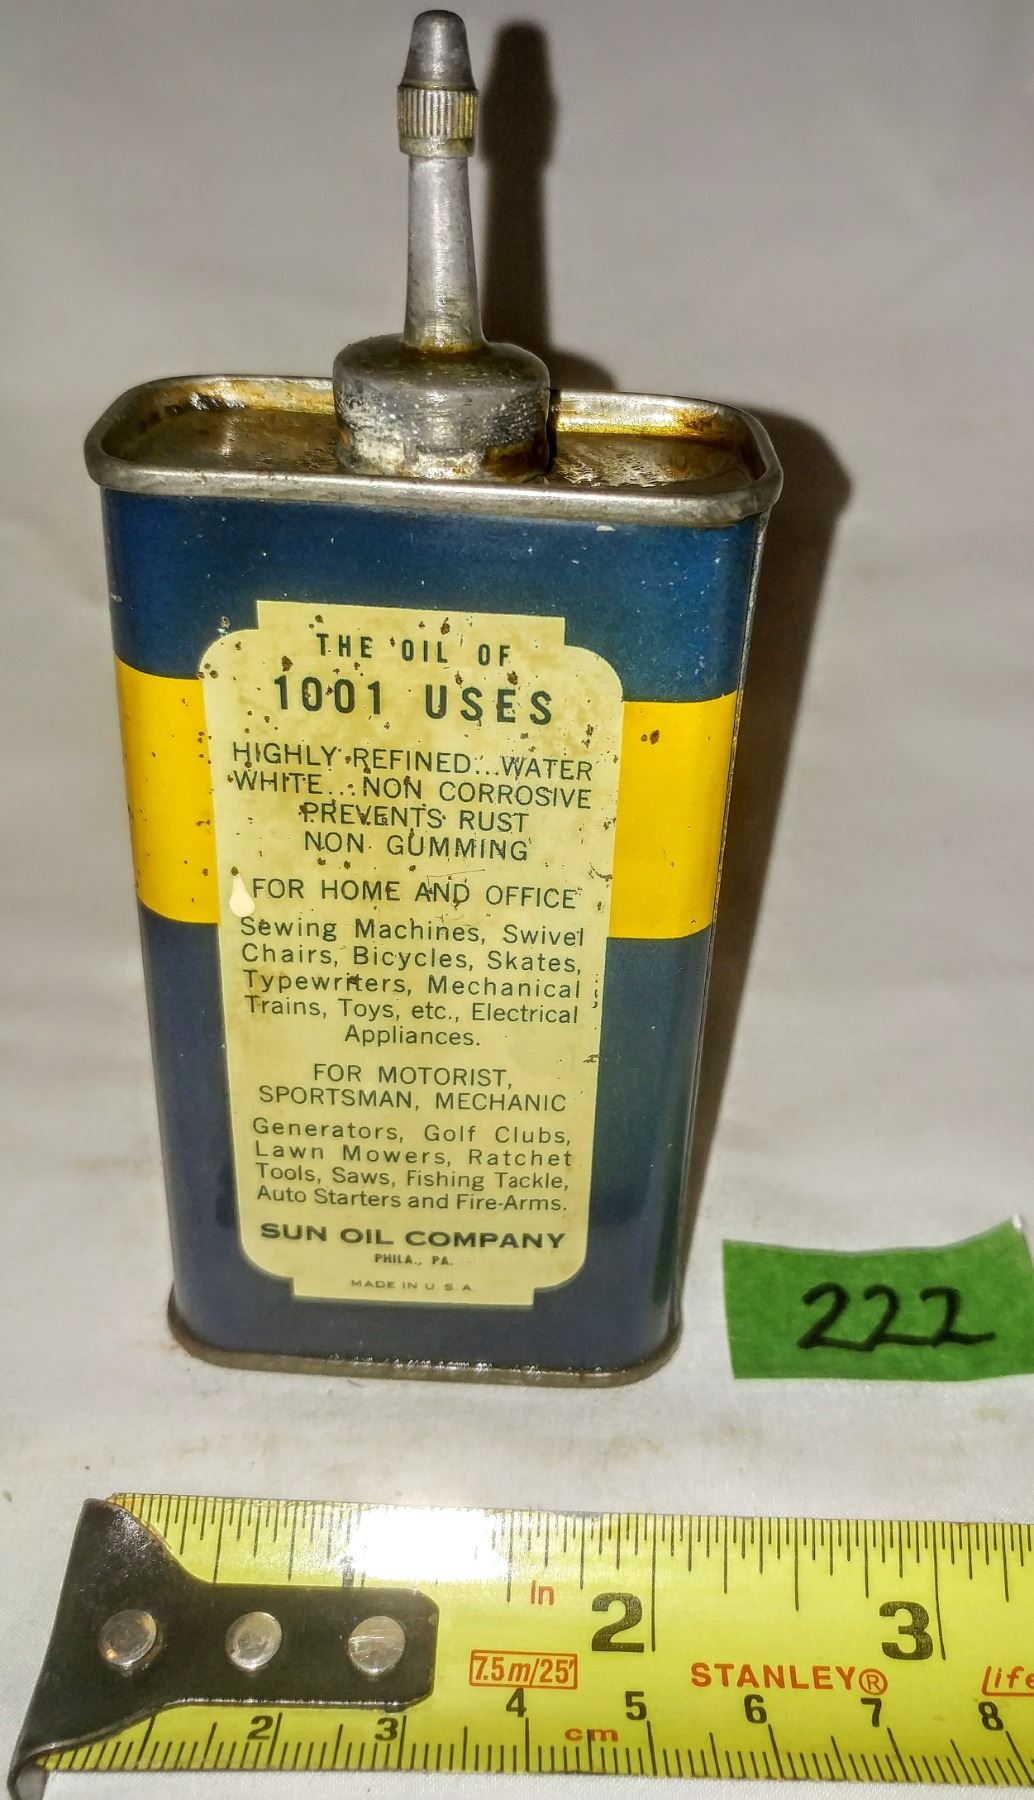 THE OIL OF
1001 USES
HIGHLY REFINED...WATER
WHITE...NON CORROSIVE
PREVENTS RUST
NON GUMMING
FOR HOME AND OFFICE
Sewing Machines, Swivel
Chairs, Bicycles, Skates,
Typewriters, Mechanical
Trains, Toys, etc., Electrical
Appliances.
FOR MOTORIST,
SPORTSMAN, MECHANIC
Generators, Golf Clubs,
Lawn Mowers, Ratchet
Tools, Saws, Fishing Tackle,
Auto Starters and Fire-Arms.
SUN OIL COMPANY
PHILA., PA.
MADE IN U.S.A.
222
In 2 3
7.5m/25' STANLEY® life
2 3 4 5 6 7 8
cm